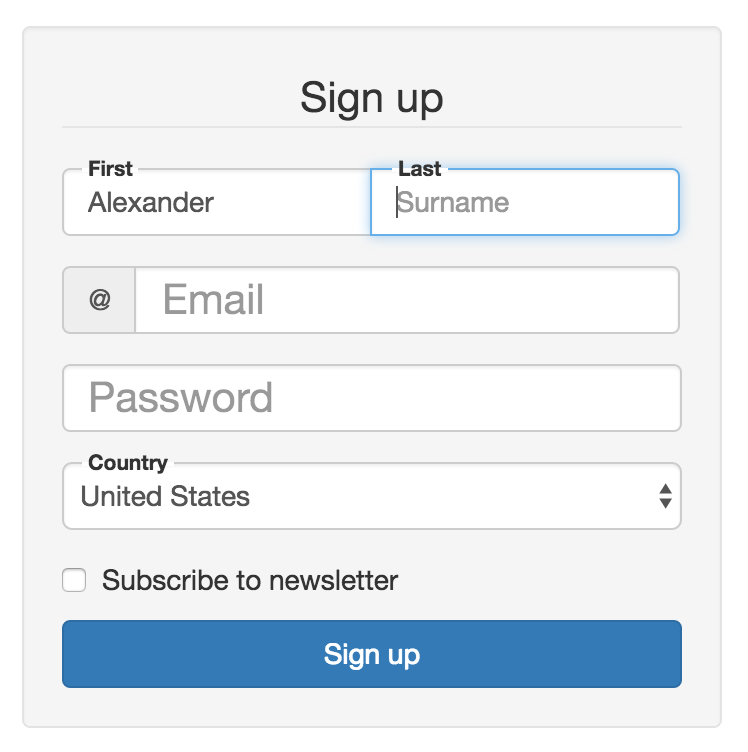 Sign up
First Last
Alexander Surname
@ Email
Password
Country
United States
Subscribe to newsletter
Sign up